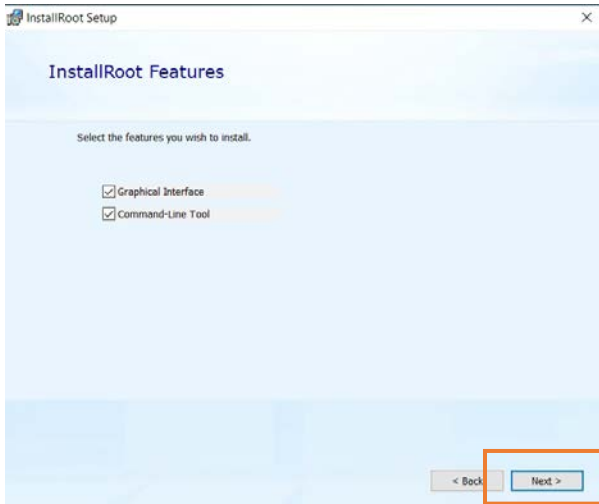 InstallRoot Setup
InstallRoot Features
Select the features you wish to install.
Graphical Interface
Command-Line Tool
< Back
Next >